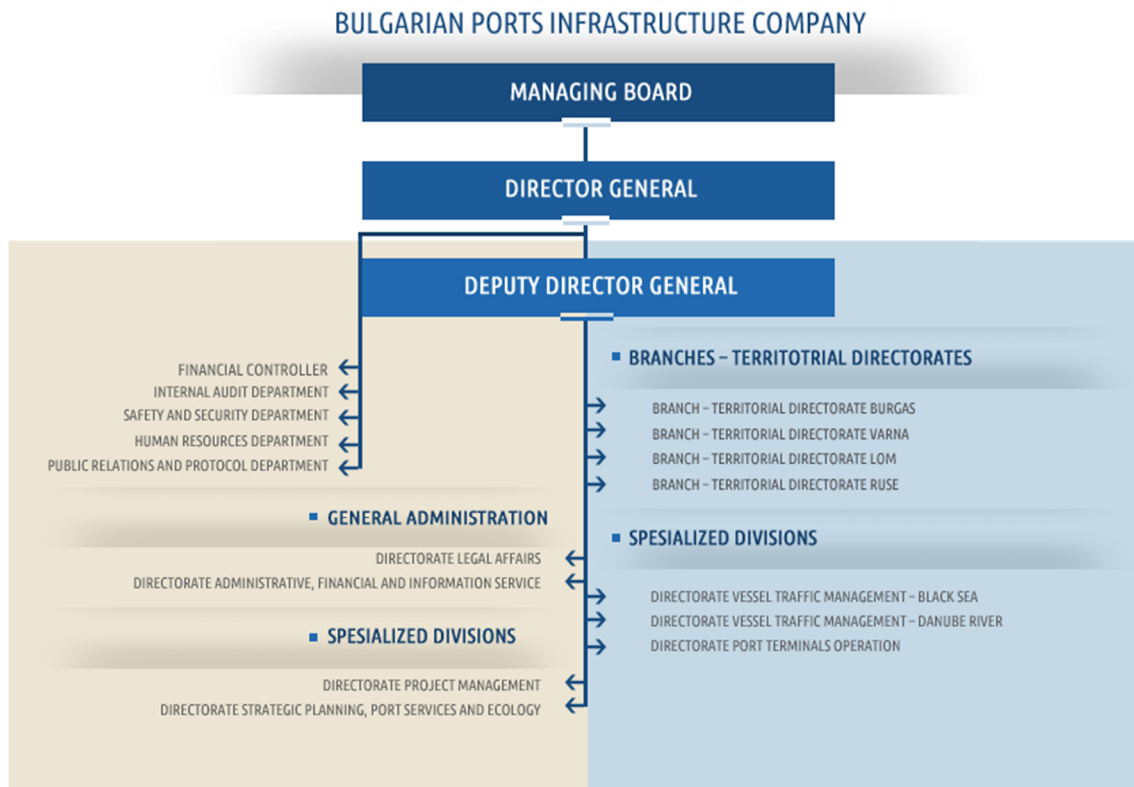 BULGARIAN PORTS INFRASTRUCTURE COMPANY
MANAGING BOARD
DIRECTOR GENERAL
DEPUTY DIRECTOR GENERAL
FINANCIAL CONTROLLER
INTERNAL AUDIT DEPARTMENT
SAFETY AND SECURITY DEPARTMENT
HUMAN RESOURCES DEPARTMENT
PUBLIC RELATIONS AND PROTOCOL DEPARTMENT
GENERAL ADMINISTRATION
DIRECTORATE LEGAL AFFAIRS
DIRECTORATE ADMINISTRATIVE, FINANCIAL AND INFORMATION SERVICE
SPESIALIZED DIVISIONS
DIRECTORATE PROJECT MANAGEMENT
DIRECTORATE STRATEGIC PLANNING, PORT SERVICES AND ECOLOGY
BRANCHES – TERRITOTRIAL DIRECTORATES
BRANCH – TERRITORIAL DIRECTORATE BURGAS
BRANCH – TERRITORIAL DIRECTORATE VARNA
BRANCH – TERRITORIAL DIRECTORATE LOM
BRANCH – TERRITORIAL DIRECTORATE RUSE
SPESIALIZED DIVISIONS
DIRECTORATE VESSEL TRAFFIC MANAGEMENT – BLACK SEA
DIRECTORATE VESSEL TRAFFIC MANAGEMENT – DANUBE RIVER
DIRECTORATE PORT TERMINALS OPERATION